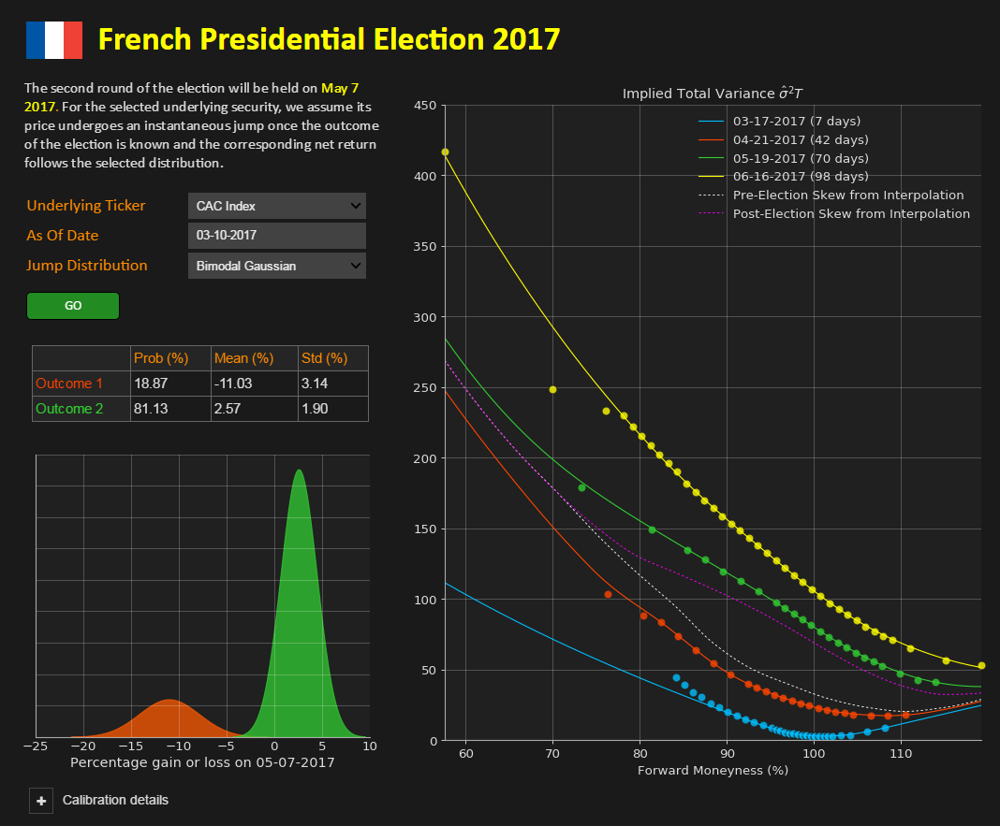 French Presidential Election 2017
The second round of the election will be held on May 7
2017. For the selected underlying security, we assume its
price undergoes an instantaneous jump once the outcome
of the election is known and the corresponding net return
follows the selected distribution.
Underlying Ticker CAC Index
As Of Date 03-10-2017
Jump Distribution Bimodal Gaussian
GO
Prob (%) Mean (%) Std (%)
Outcome 1 18.87 -11.03 3.14
Outcome 2 81.13 2.57 1.90
−25 −20 −15 −10 −5 0 5 10
Percentage gain or loss on 05-07-2017
+ Calibration details
Implied Total Variance σ̂²T
450
400
350
300
250
200
150
100
50
0
03-17-2017 (7 days)
04-21-2017 (42 days)
05-19-2017 (70 days)
06-16-2017 (98 days)
Pre-Election Skew from Interpolation
Post-Election Skew from Interpolation
60 70 80 90 100 110
Forward Moneyness (%)